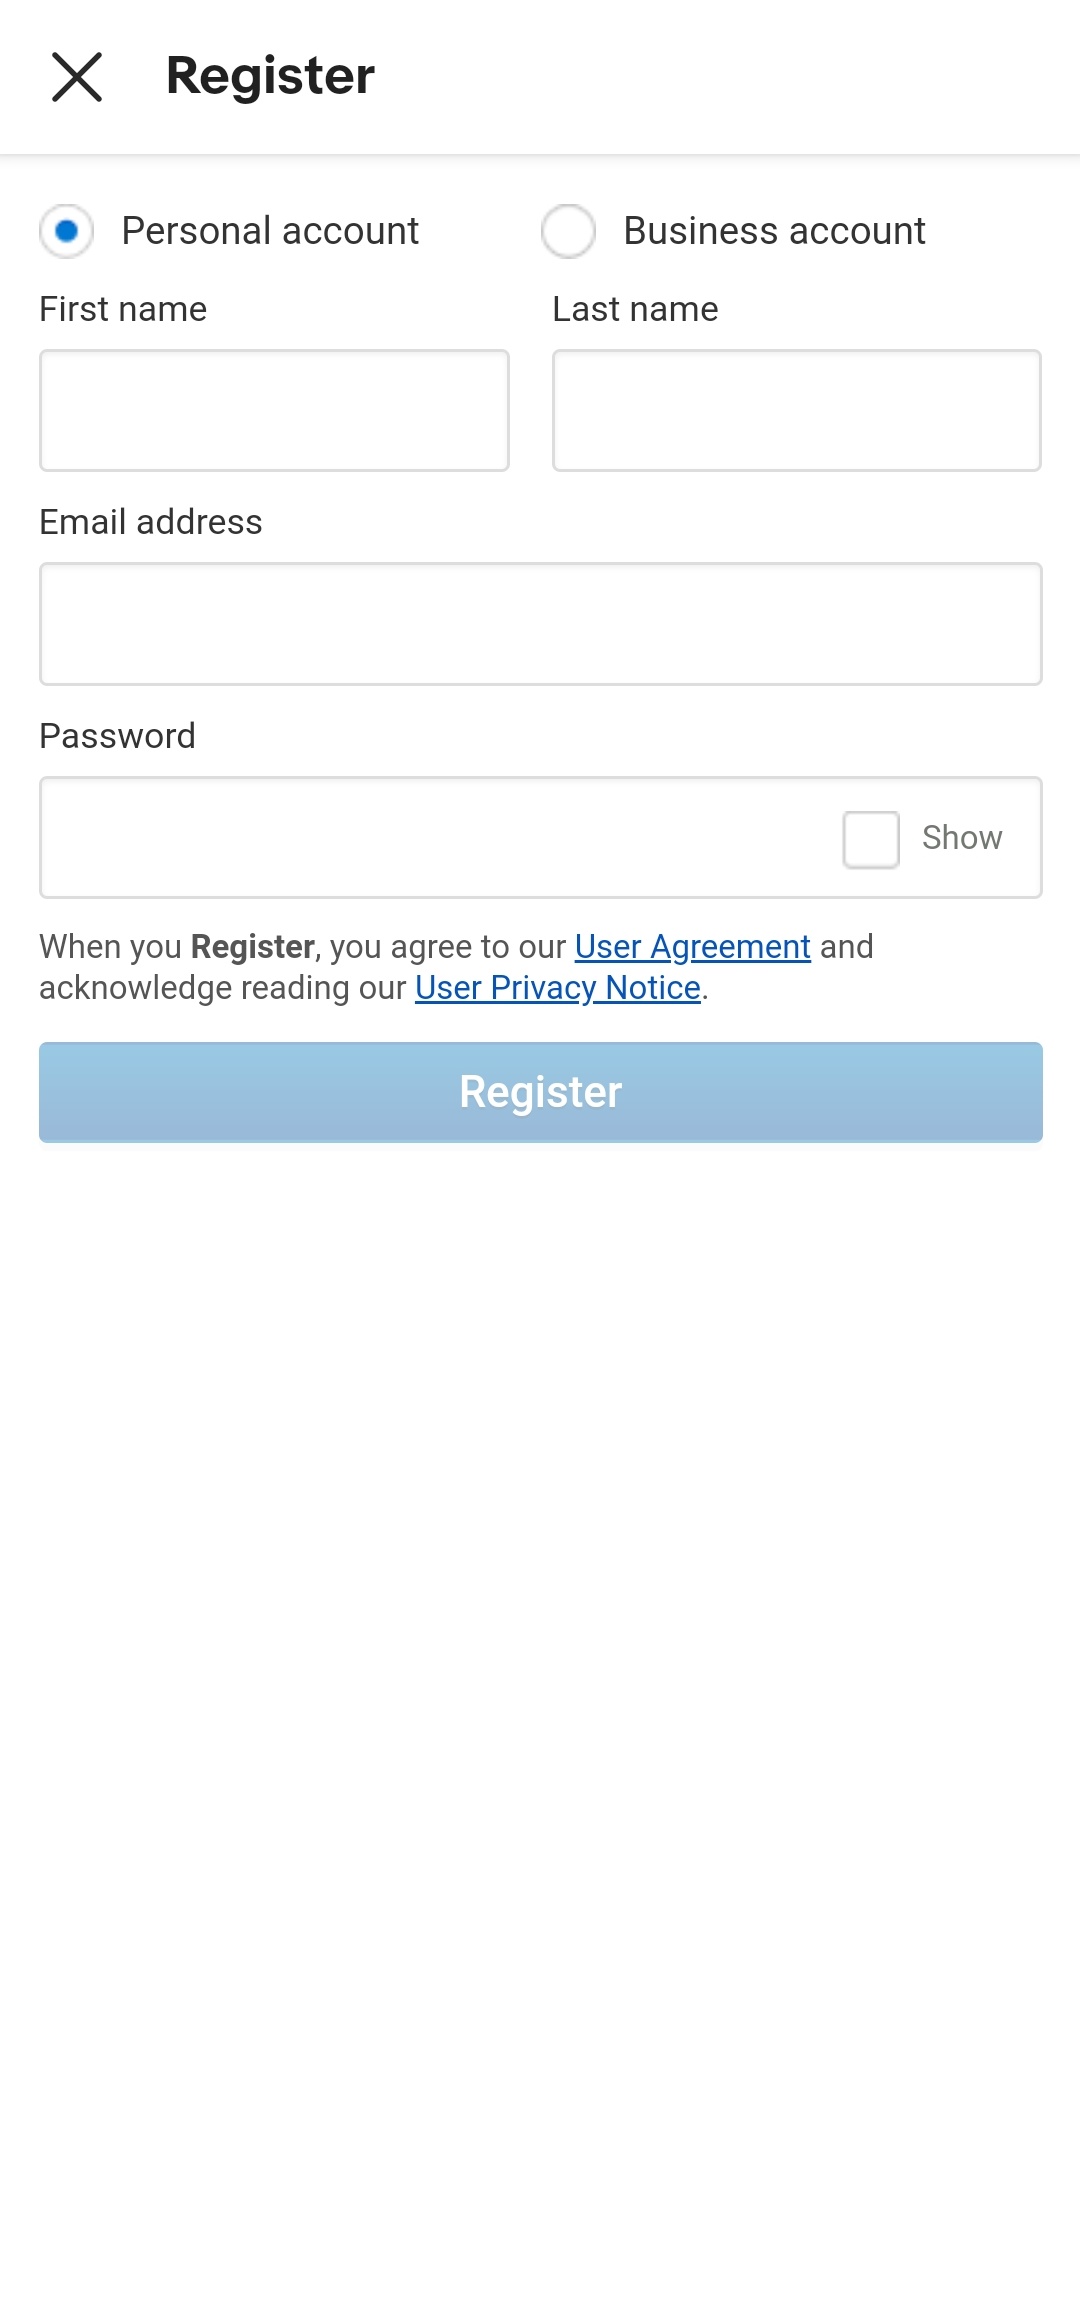 Register
Personal account
Business account
First name
Last name
Email address
Password
Show
When you Register, you agree to our User Agreement and
acknowledge reading our User Privacy Notice.
Register